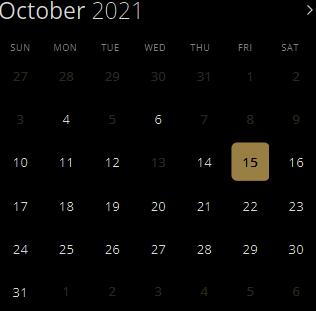 October 2021 >
SUN MON TUE WED THU FRI SAT
27 28 29 30 31 1 2
3 4 5 6 7 8 9
10 11 12 13 14 15 16
17 18 19 20 21 22 23
24 25 26 27 28 29 30
31 1 2 3 4 5 6